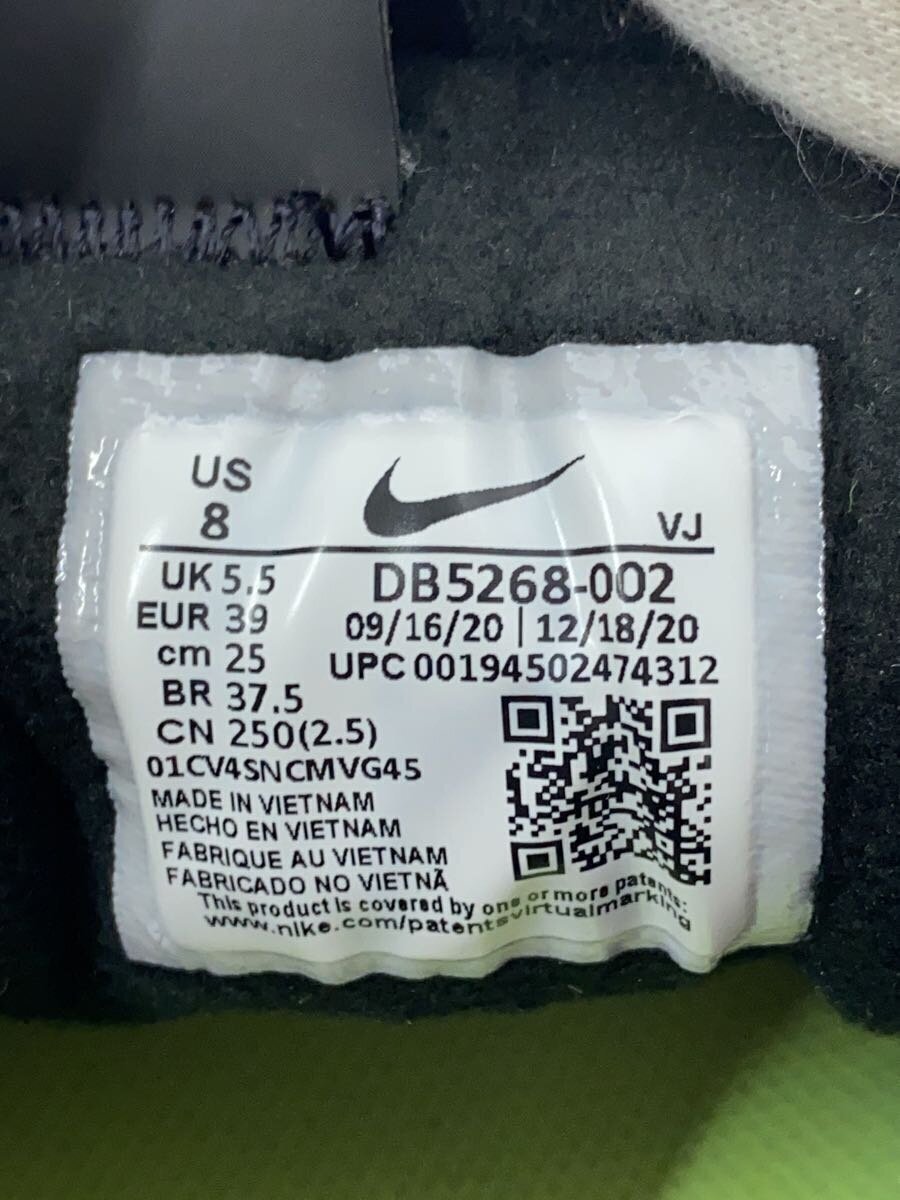 US
8
VJ
UK 5.5
EUR 39
cm 25
BR 37.5
CN 250(2.5)
DB5268-002
09/16/20 | 12/18/20
UPC 00194502474312
01CV4SNCMVG45
MADE IN VIETNAM
HECHO EN VIETNAM
FABRIQUE AU VIETNAM
FABRICADO NO VIETNÃ
This product is covered by one or more patents:
www.nike.com/patentsvirtualmarking